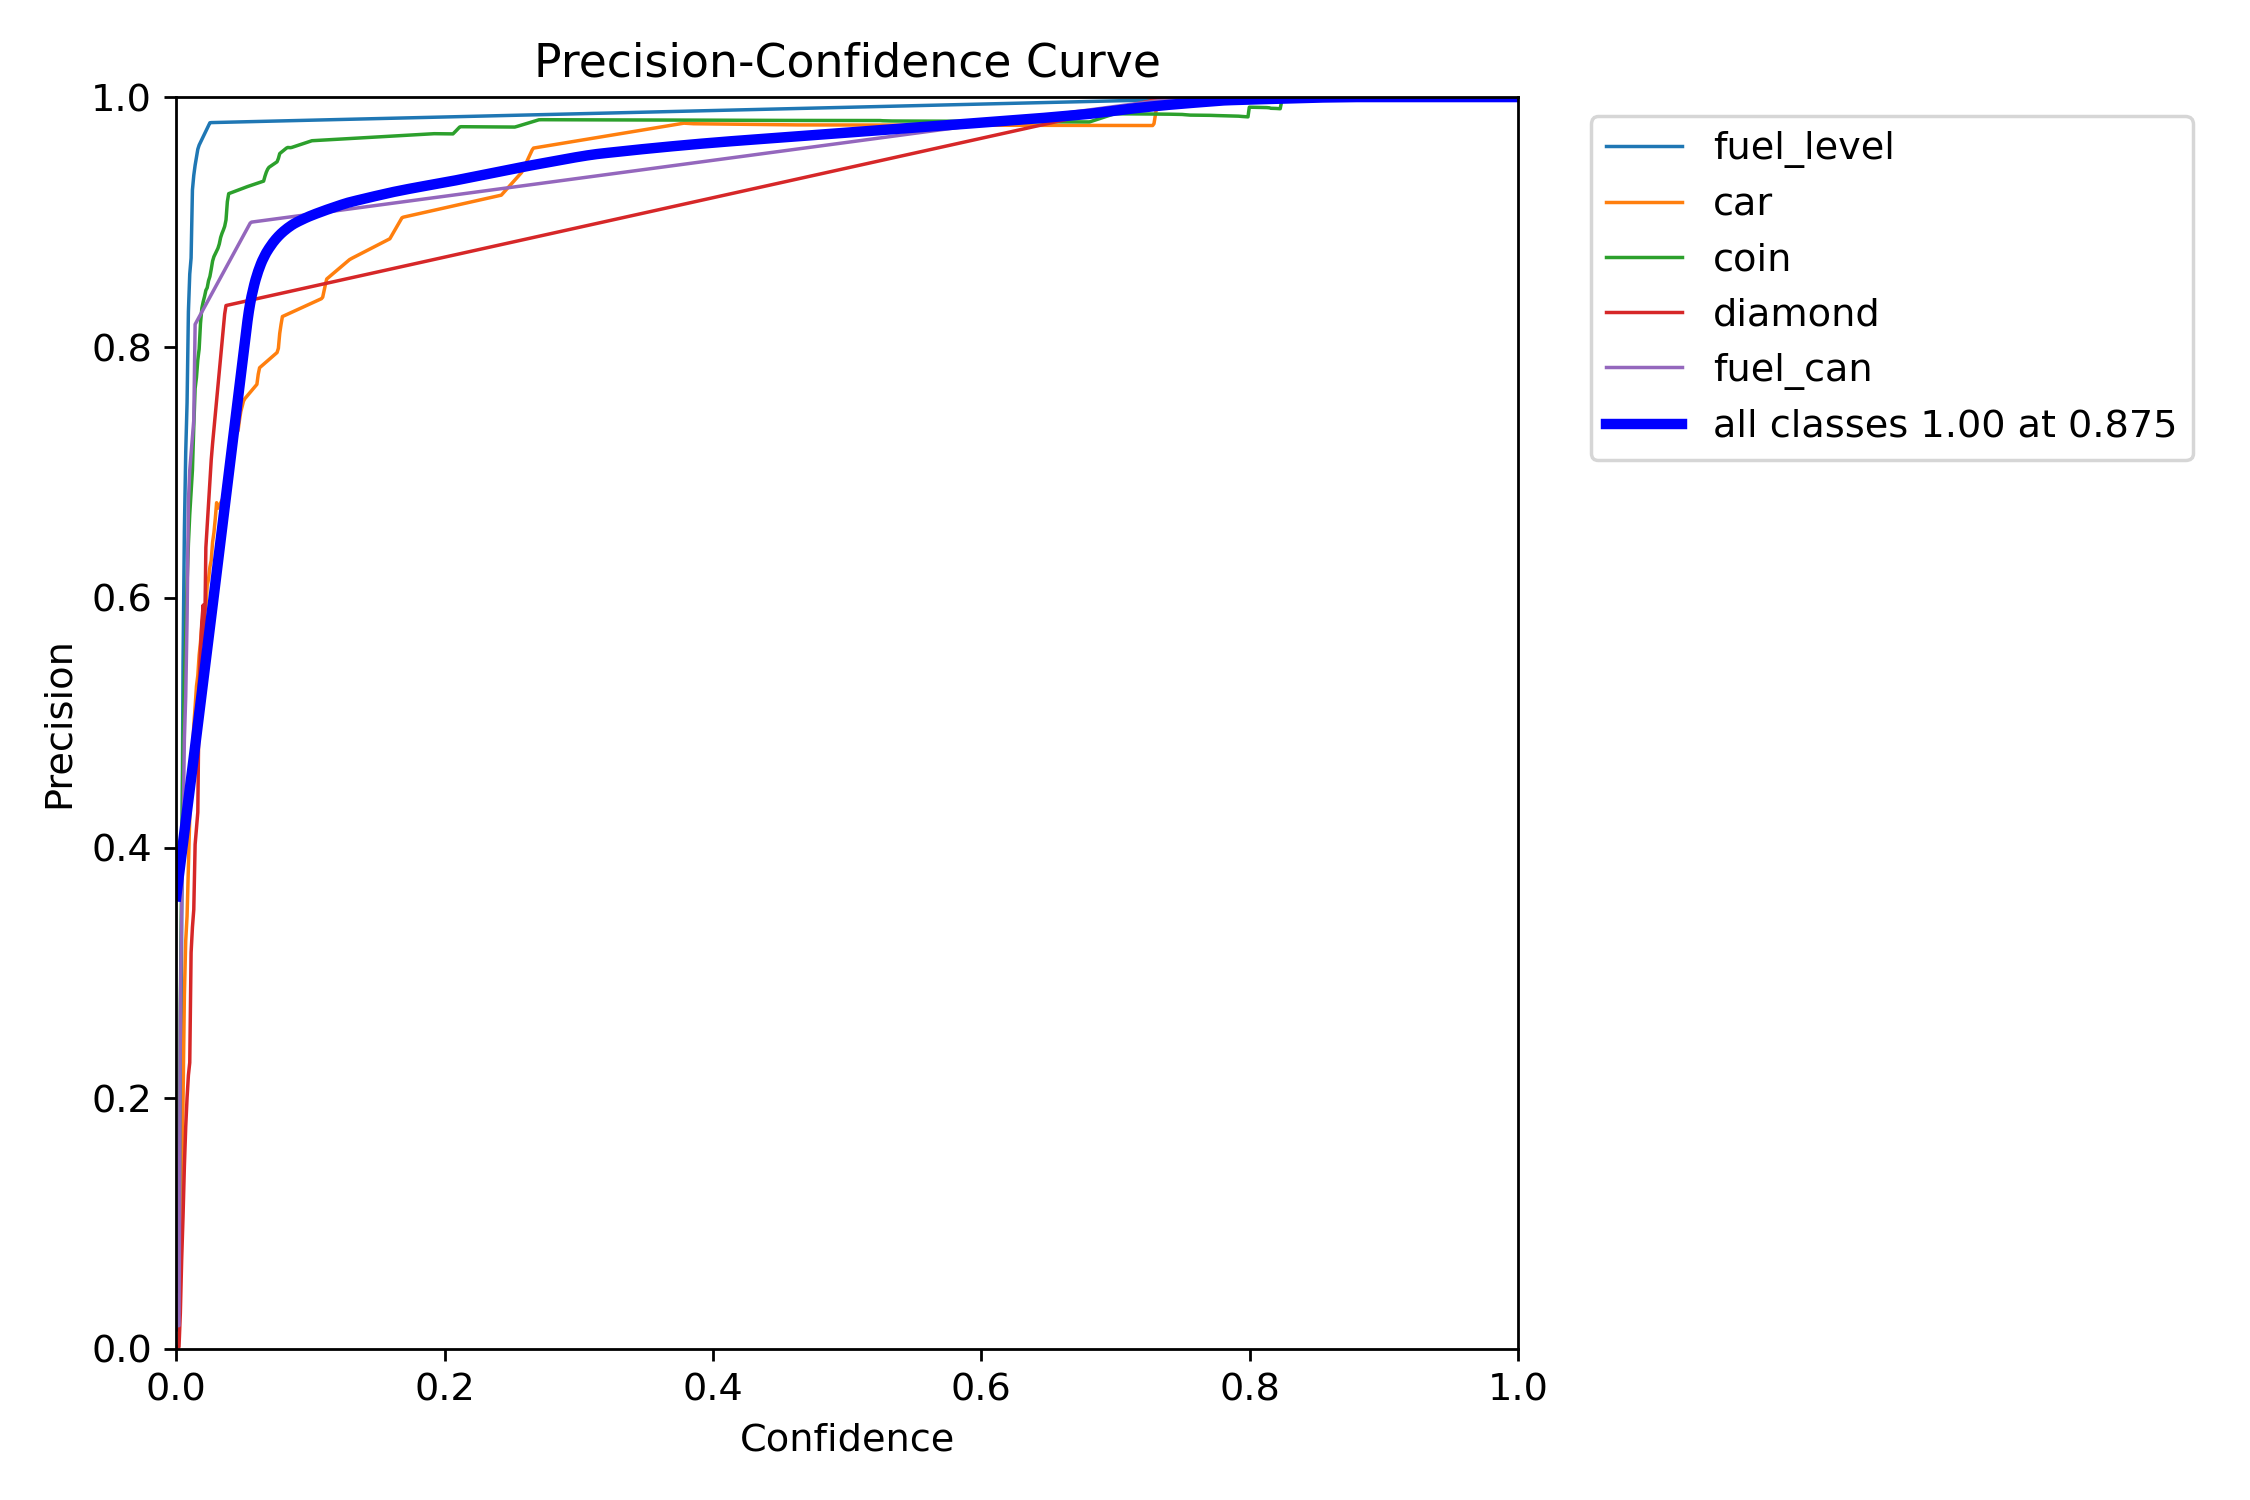 Precision-Confidence Curve
1.0
0.8
0.6
0.4
0.2
0.0
Precision
0.0 0.2 0.4 0.6 0.8 1.0
Confidence
fuel_level
car
coin
diamond
fuel_can
all classes 1.00 at 0.875